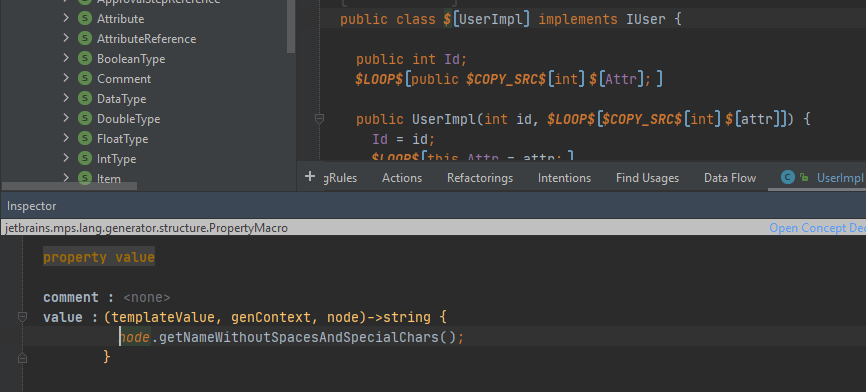 ApprovalStepReference
Attribute
AttributeReference
BooleanType
Comment
DataType
DoubleType
FloatType
IntType
Item
public class $[UserImpl] implements IUser {
public int Id;
$LOOP$[public $COPY_SRC$[int] $[Attr]; ]
public UserImpl(int id, $LOOP$[$COPY_SRC$[int] $[attr]]) {
Id = id;
$LOOP$[this.Attr = attr; ]
+ gRules Actions Refactorings Intentions Find Usages Data Flow C UserImpl
Inspector
jetbrains.mps.lang.generator.structure.PropertyMacro Open Concept Dec
property value
comment : <none>
value : (templateValue, genContext, node)->string {
node.getNameWithoutSpacesAndSpecialChars();
}